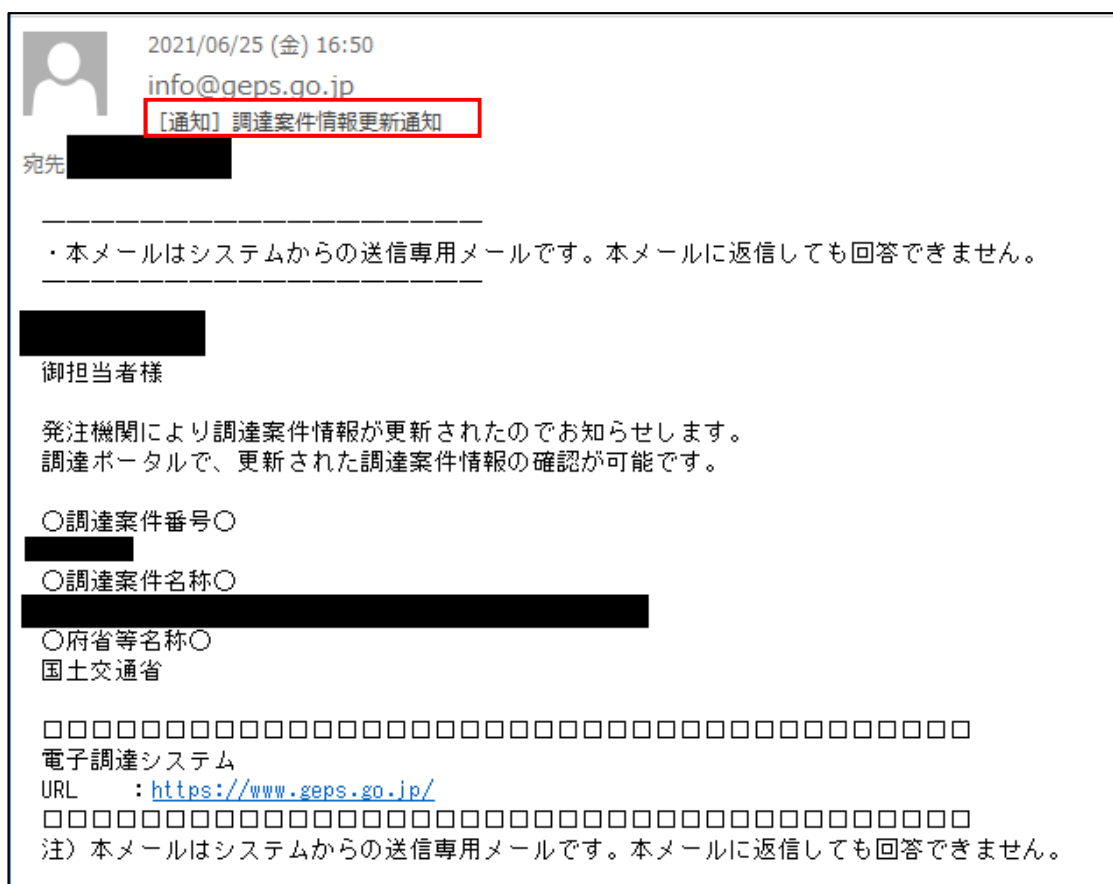 2021/06/25 (金) 16:50
info@geps.go.jp
［通知］調達案件情報更新通知
宛先
――――――――――――――――――
・本メールはシステムからの送信専用メールです。本メールに返信しても回答できません。
――――――――――――――――――
御担当者様
発注機関により調達案件情報が更新されたのでお知らせします。
調達ポータルで、更新された調達案件情報の確認が可能です。
〇調達案件番号〇
〇調達案件名称〇
〇府省等名称〇
国土交通省
□□□□□□□□□□□□□□□□□□□□□□□□□□□□□□□□□□□□□□
電子調達システム
URL　　：https://www.geps.go.jp/
□□□□□□□□□□□□□□□□□□□□□□□□□□□□□□□□□□□□□□
注）本メールはシステムからの送信専用メールです。本メールに返信しても回答できません。